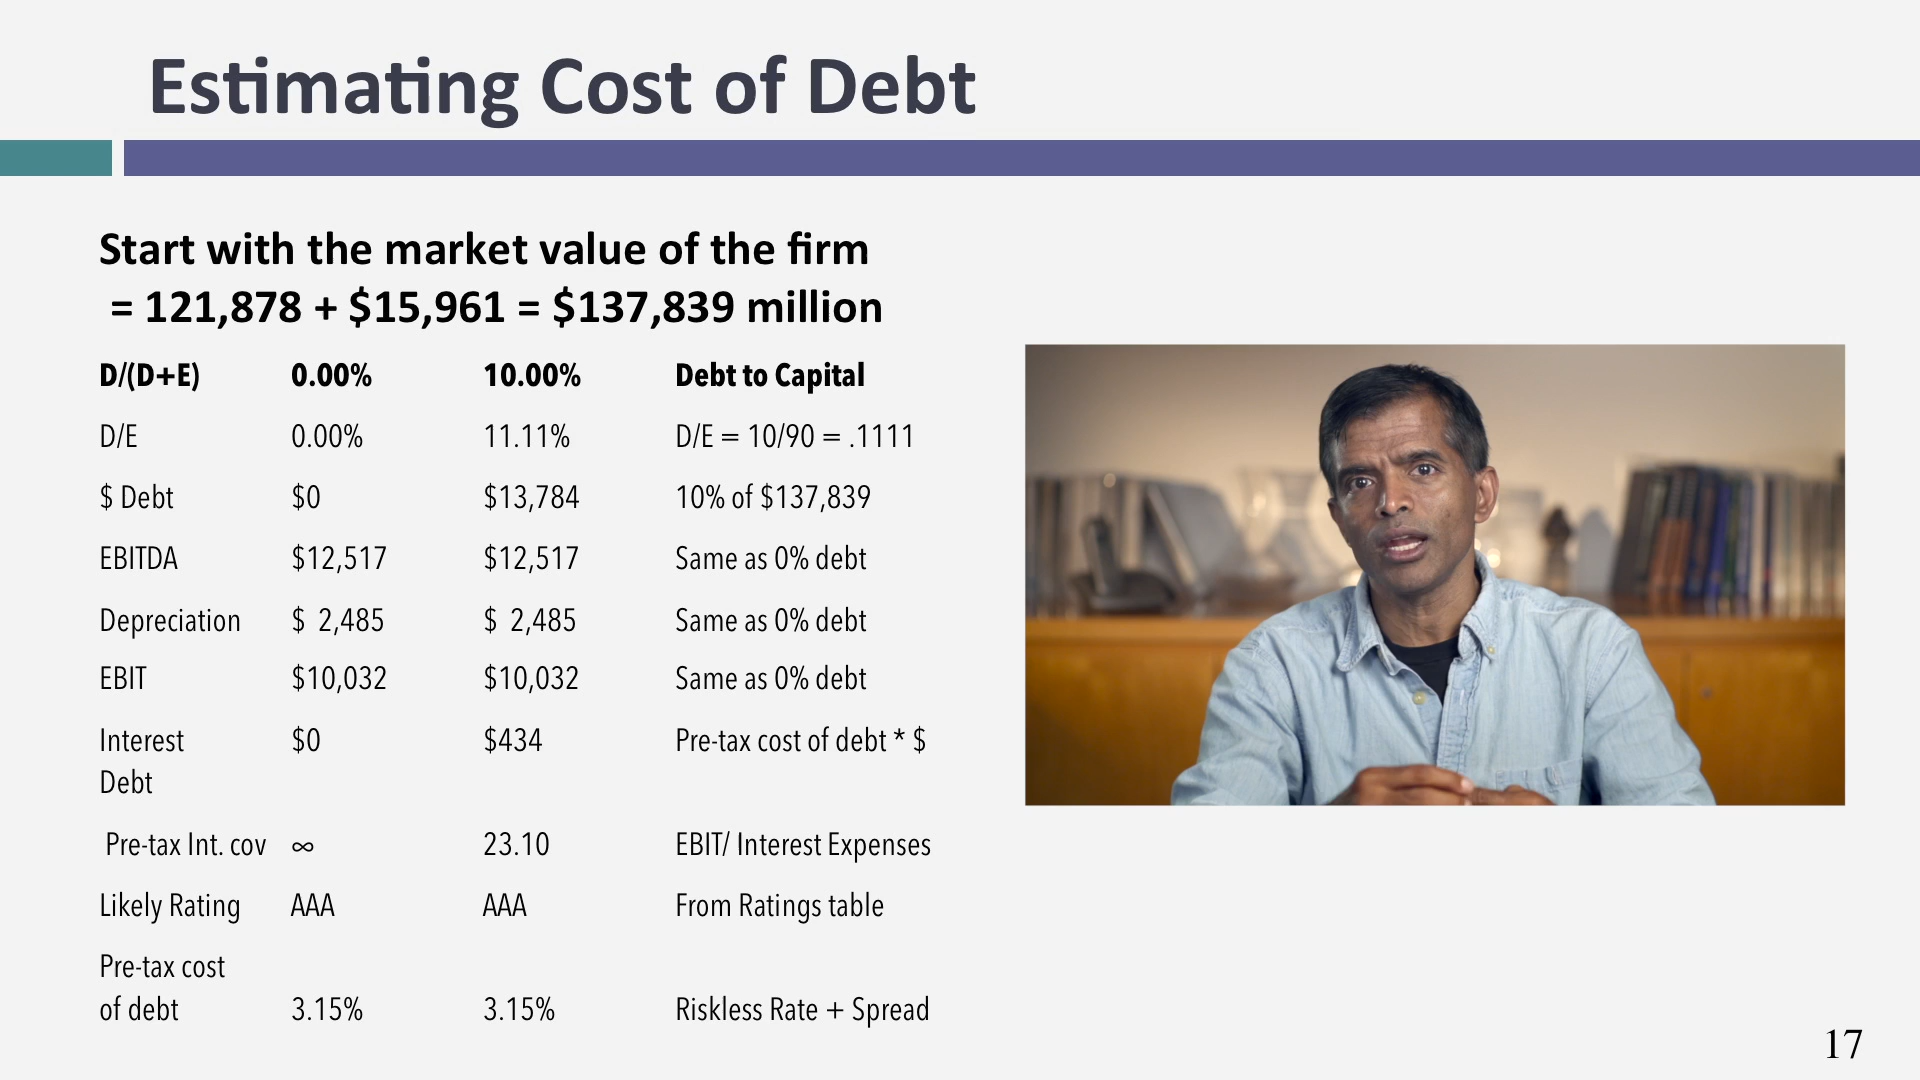 Estimating Cost of Debt
Start with the market value of the firm
= 121,878 + $15,961 = $137,839 million
D/(D+E) 0.00% 10.00% Debt to Capital
D/E 0.00% 11.11% D/E = 10/90 = .1111
$ Debt $0 $13,784 10% of $137,839
EBITDA $12,517 $12,517 Same as 0% debt
Depreciation $ 2,485 $ 2,485 Same as 0% debt
EBIT $10,032 $10,032 Same as 0% debt
Interest $0 $434 Pre-tax cost of debt * $
Debt
Pre-tax Int. cov ∞ 23.10 EBIT/ Interest Expenses
Likely Rating AAA AAA From Ratings table
Pre-tax cost
of debt 3.15% 3.15% Riskless Rate + Spread
17